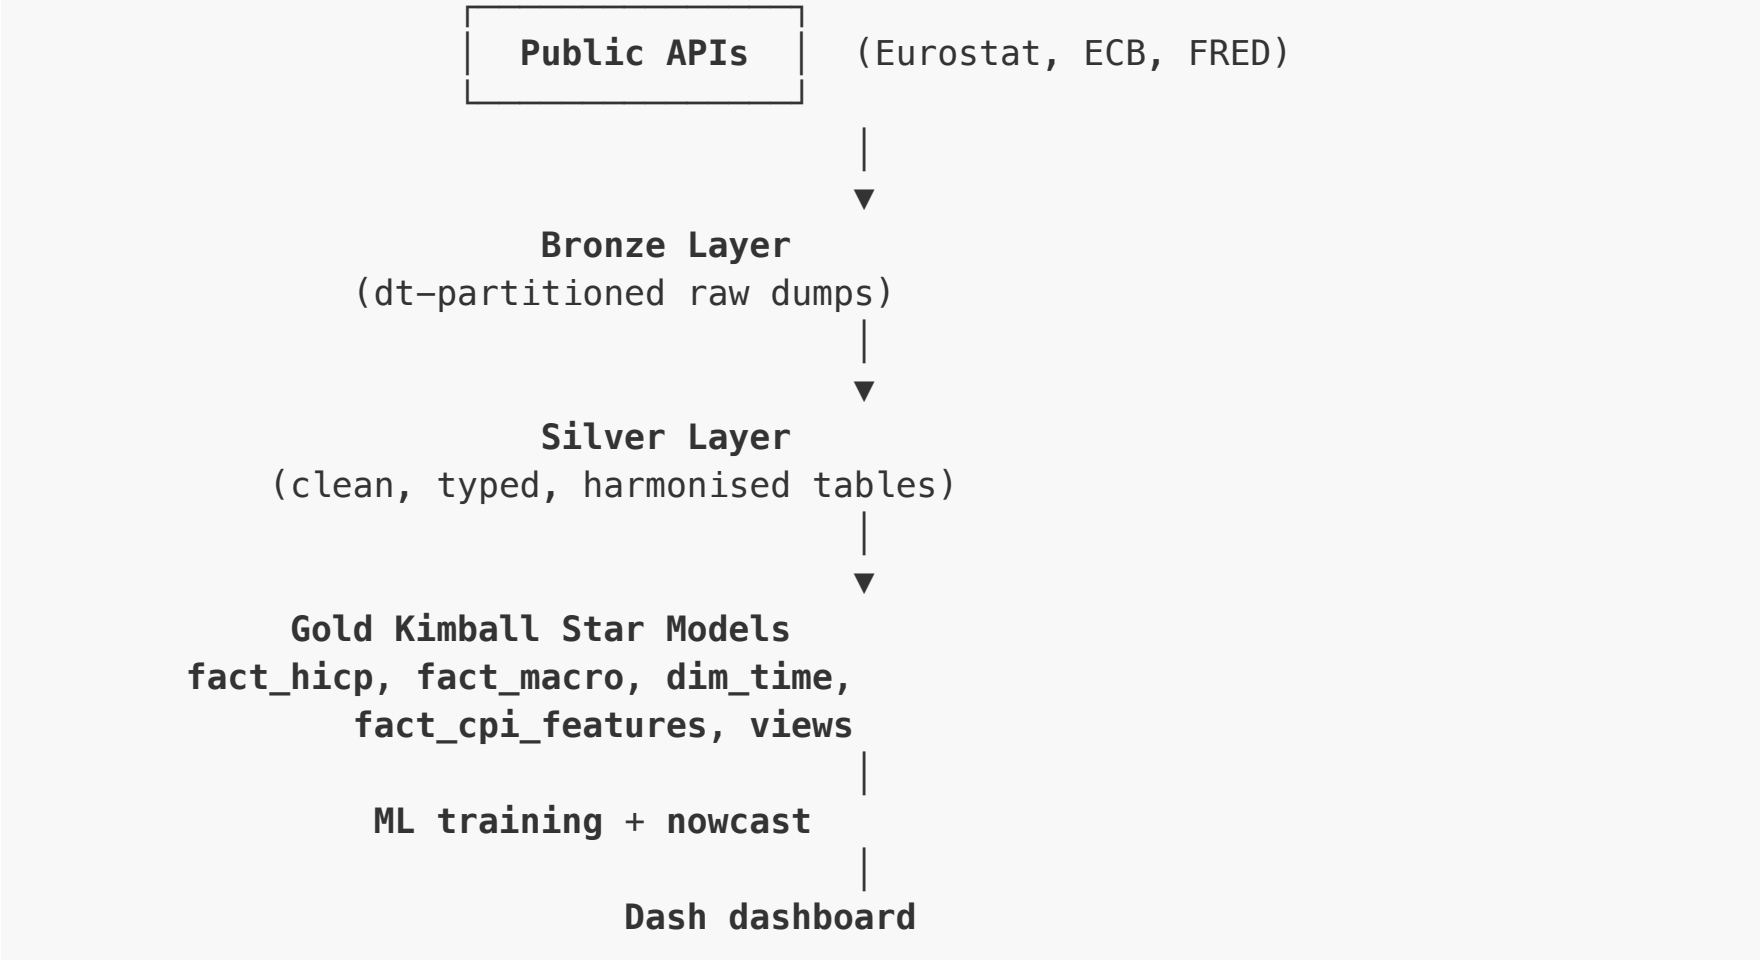 Public APIs (Eurostat, ECB, FRED)
Bronze Layer
(dt−partitioned raw dumps)
Silver Layer
(clean, typed, harmonised tables)
Gold Kimball Star Models
fact_hicp, fact_macro, dim_time,
fact_cpi_features, views
ML training + nowcast
Dash dashboard